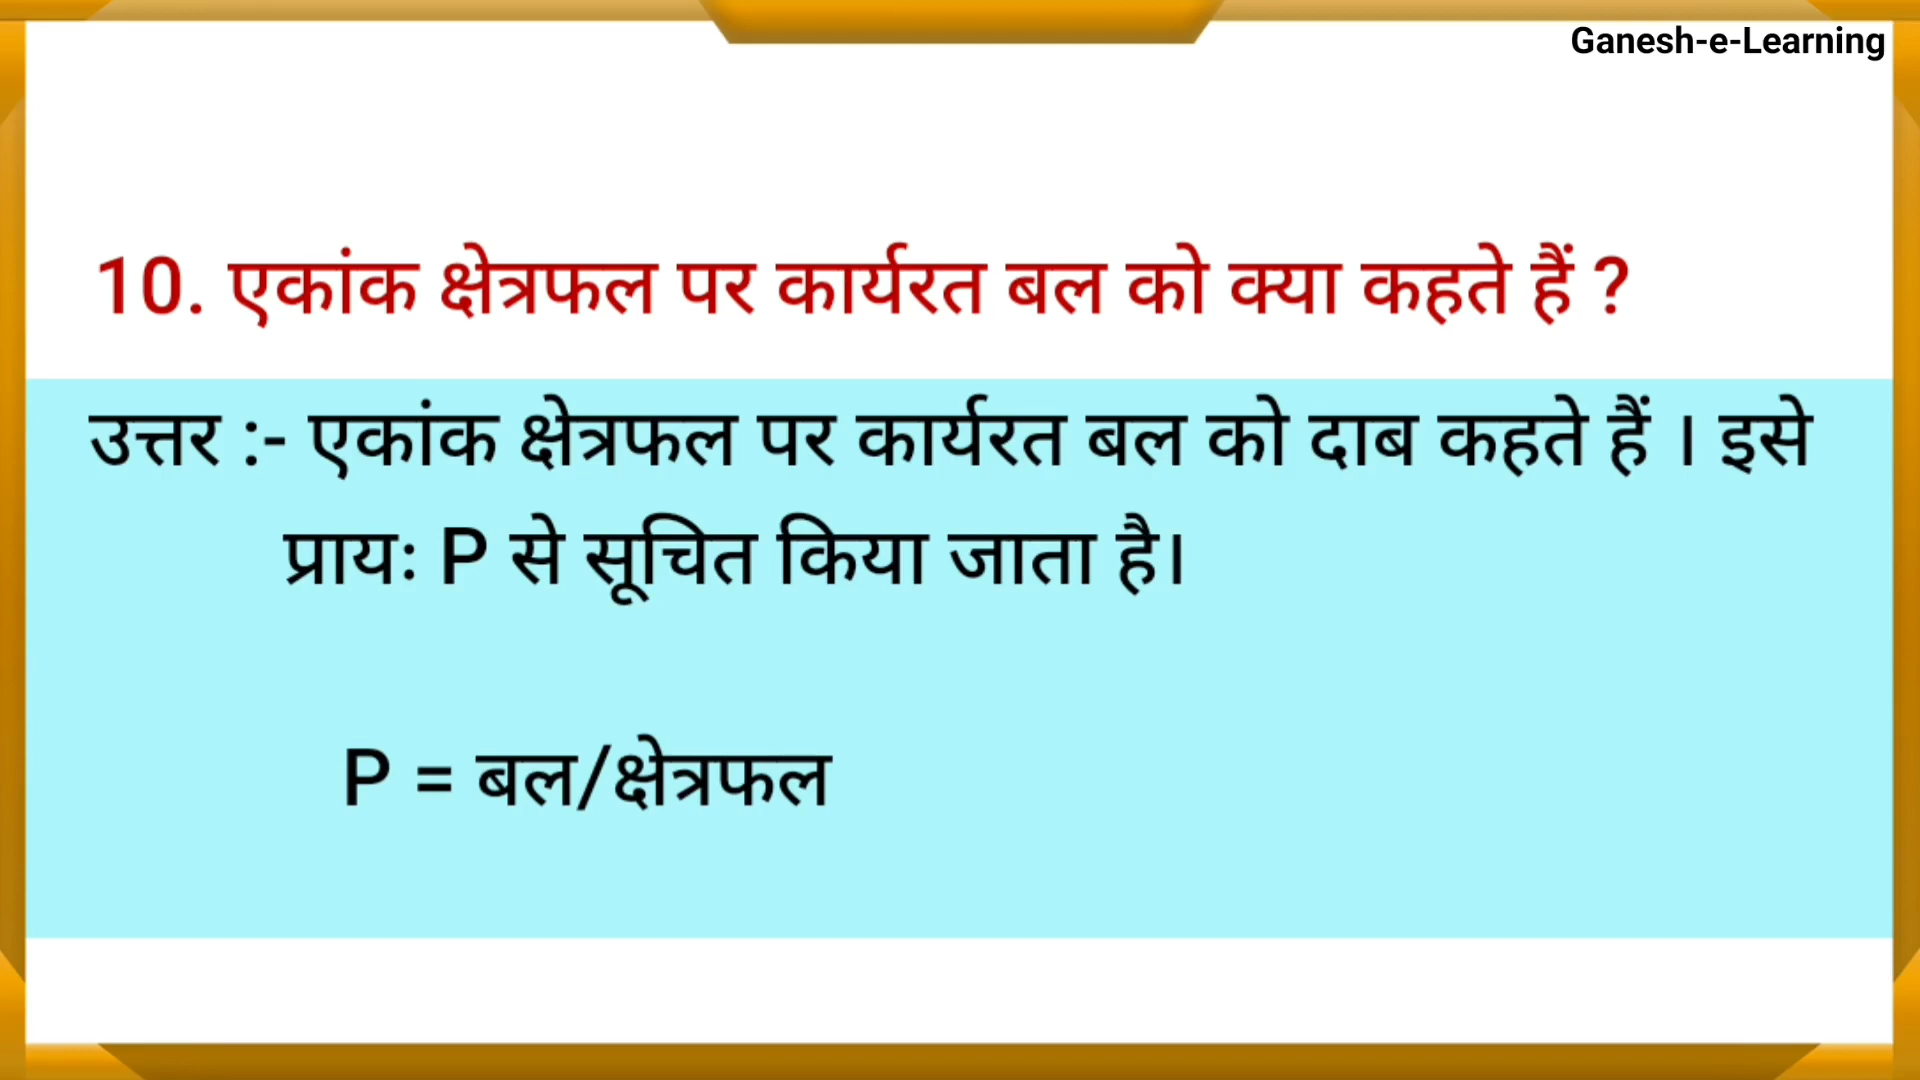 Ganesh-e-Learning
10. एकांक क्षेत्रफल पर कार्यरत बल को क्या कहते हैं ?
उत्तर :- एकांक क्षेत्रफल पर कार्यरत बल को दाब कहते हैं । इसे
प्रायः P से सूचित किया जाता है।
P = बल/क्षेत्रफल